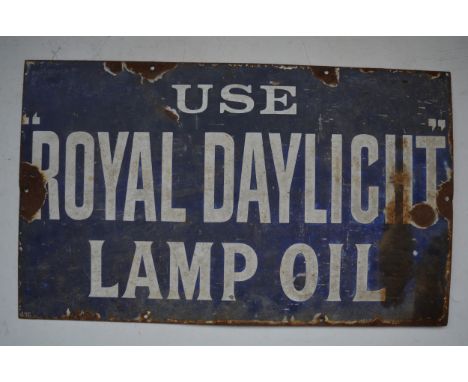 USE
"ROYAL DAYLIGHT"
LAMP OIL